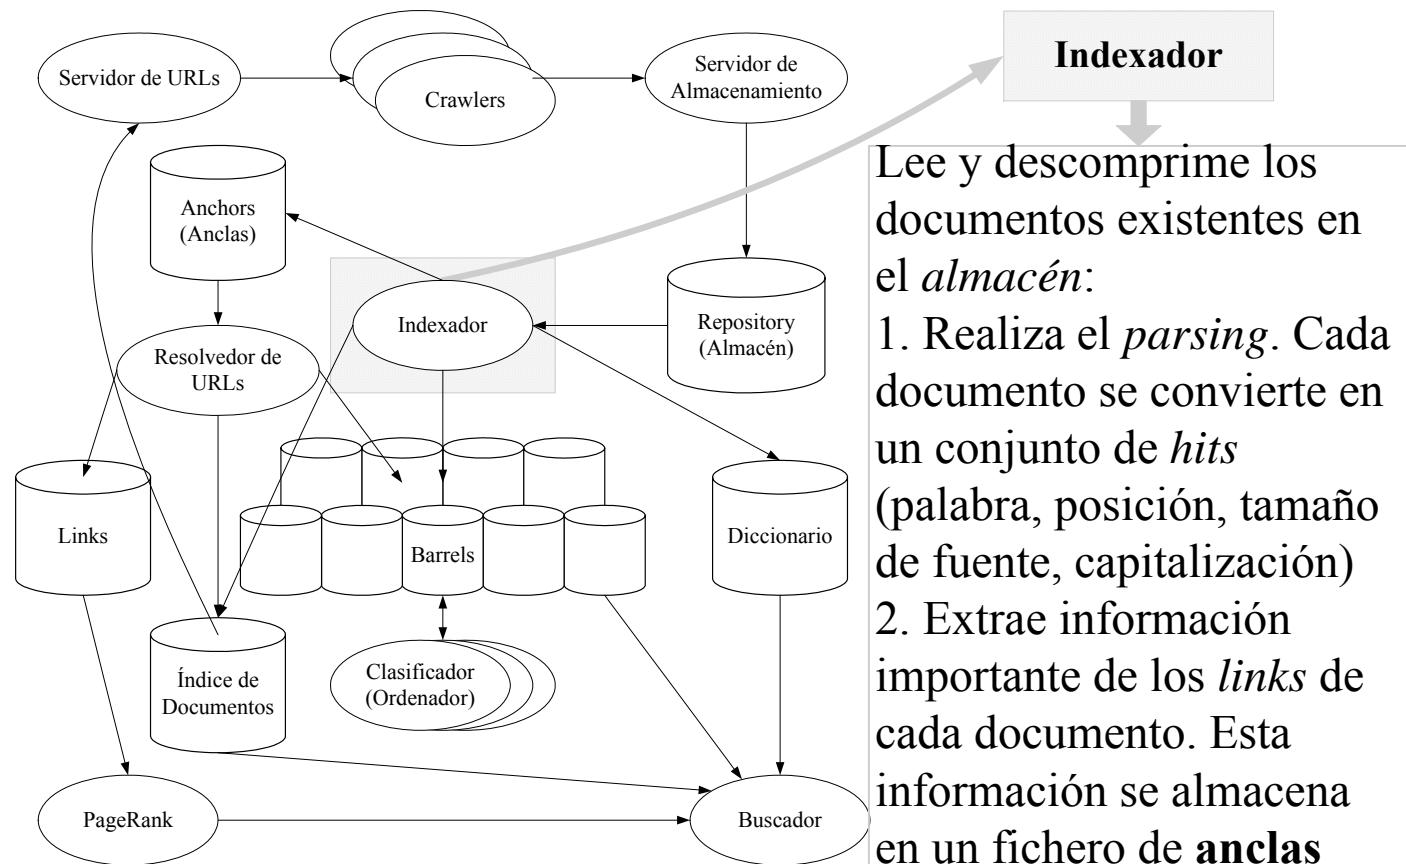 Servidor de URLs
Crawlers
Servidor de
Almacenamiento
Indexador
Anchors
(Anclas)
Indexador
Repository
(Almacén)
Resolvedor de
URLs
Links
Barrels
Diccionario
Índice de
Documentos
Clasificador
(Ordenador)
PageRank
Buscador
Lee y descomprime los
documentos existentes en
el almacén:
1. Realiza el parsing. Cada
documento se convierte en
un conjunto de hits
(palabra, posición, tamaño
de fuente, capitalización)
2. Extrae información
importante de los links de
cada documento. Esta
información se almacena
en un fichero de anclas